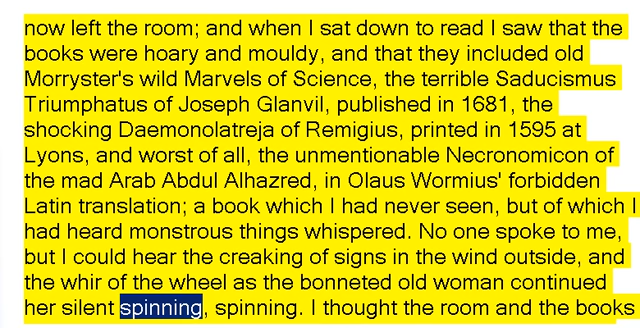 now left the room; and when I sat down to read I saw that the
books were hoary and mouldy, and that they included old
Morryster's wild Marvels of Science, the terrible Saducismus
Triumphatus of Joseph Glanvil, published in 1681, the
shocking Daemonolatreja of Remigius, printed in 1595 at
Lyons, and worst of all, the unmentionable Necronomicon of
the mad Arab Abdul Alhazred, in Olaus Wormius' forbidden
Latin translation; a book which I had never seen, but of which I
had heard monstrous things whispered. No one spoke to me,
but I could hear the creaking of signs in the wind outside, and
the whir of the wheel as the bonneted old woman continued
her silent spinning, spinning. I thought the room and the books